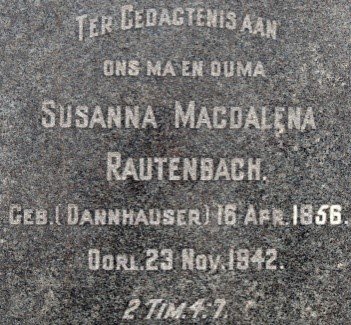 TER GEDACTENIS AAN
ONS MA EN OUMA
SUSANNA MAGDALENA
RAUTENBACH.
GEB. (DANNHAUSER) 16 APR. 1856.
OORL. 23 NOV. 1942.
2 TIM. 4-7.